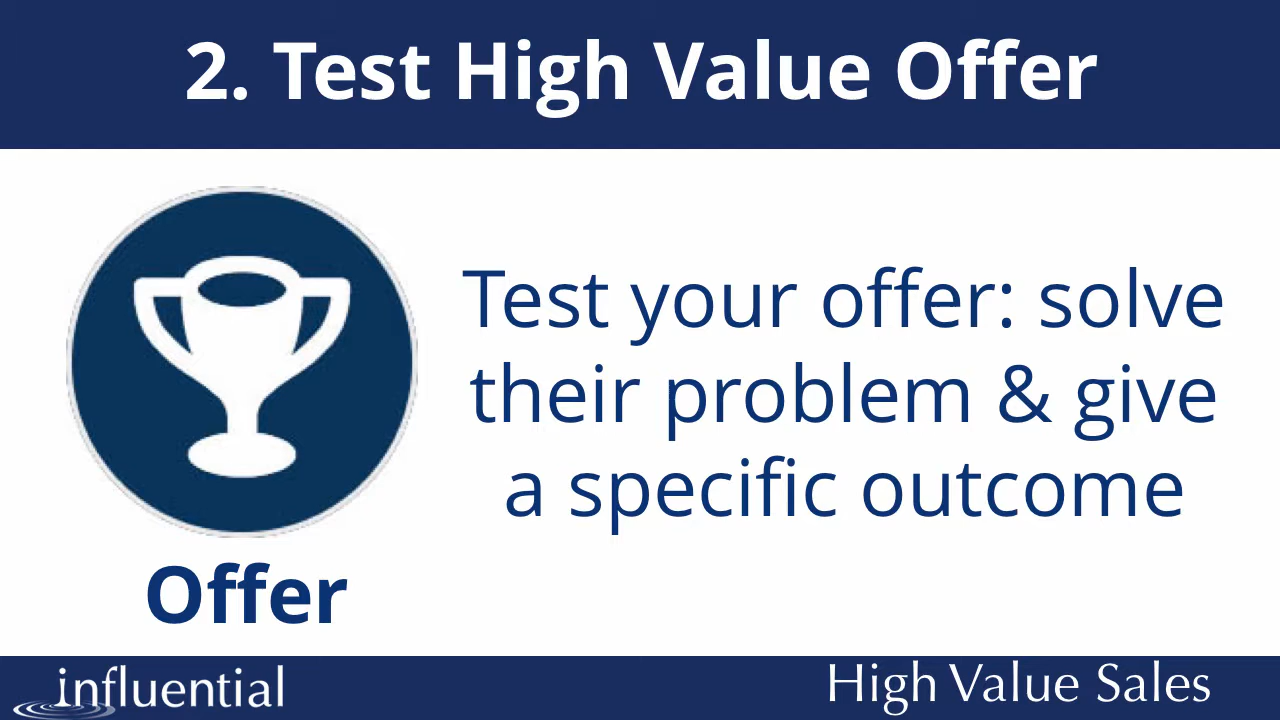 2. Test High Value Offer
Test your offer: solve
their problem & give
a specific outcome
Offer
influential
High Value Sales